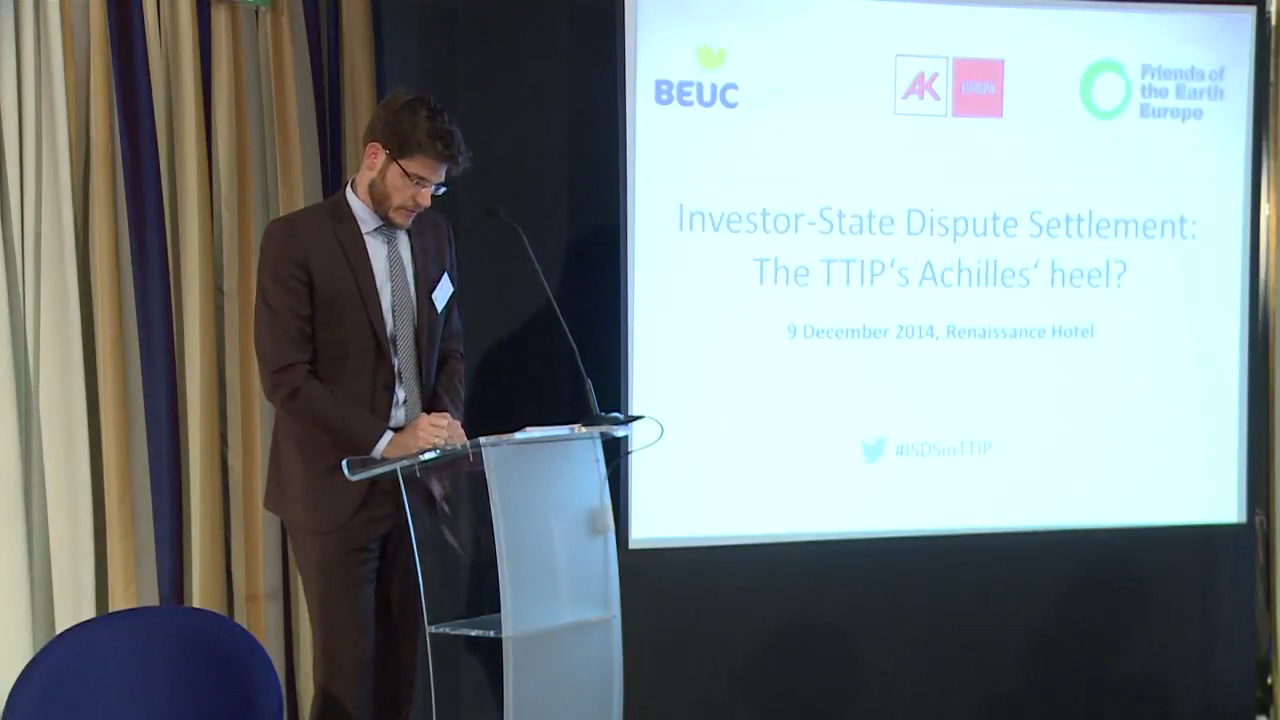 BEUC
AK EUROPA
Friends of
the Earth
Europe
Investor-State Dispute Settlement:
The TTIP‘s Achilles‘ heel?
9 December 2014, Renaissance Hotel
#ISDSinTTIP